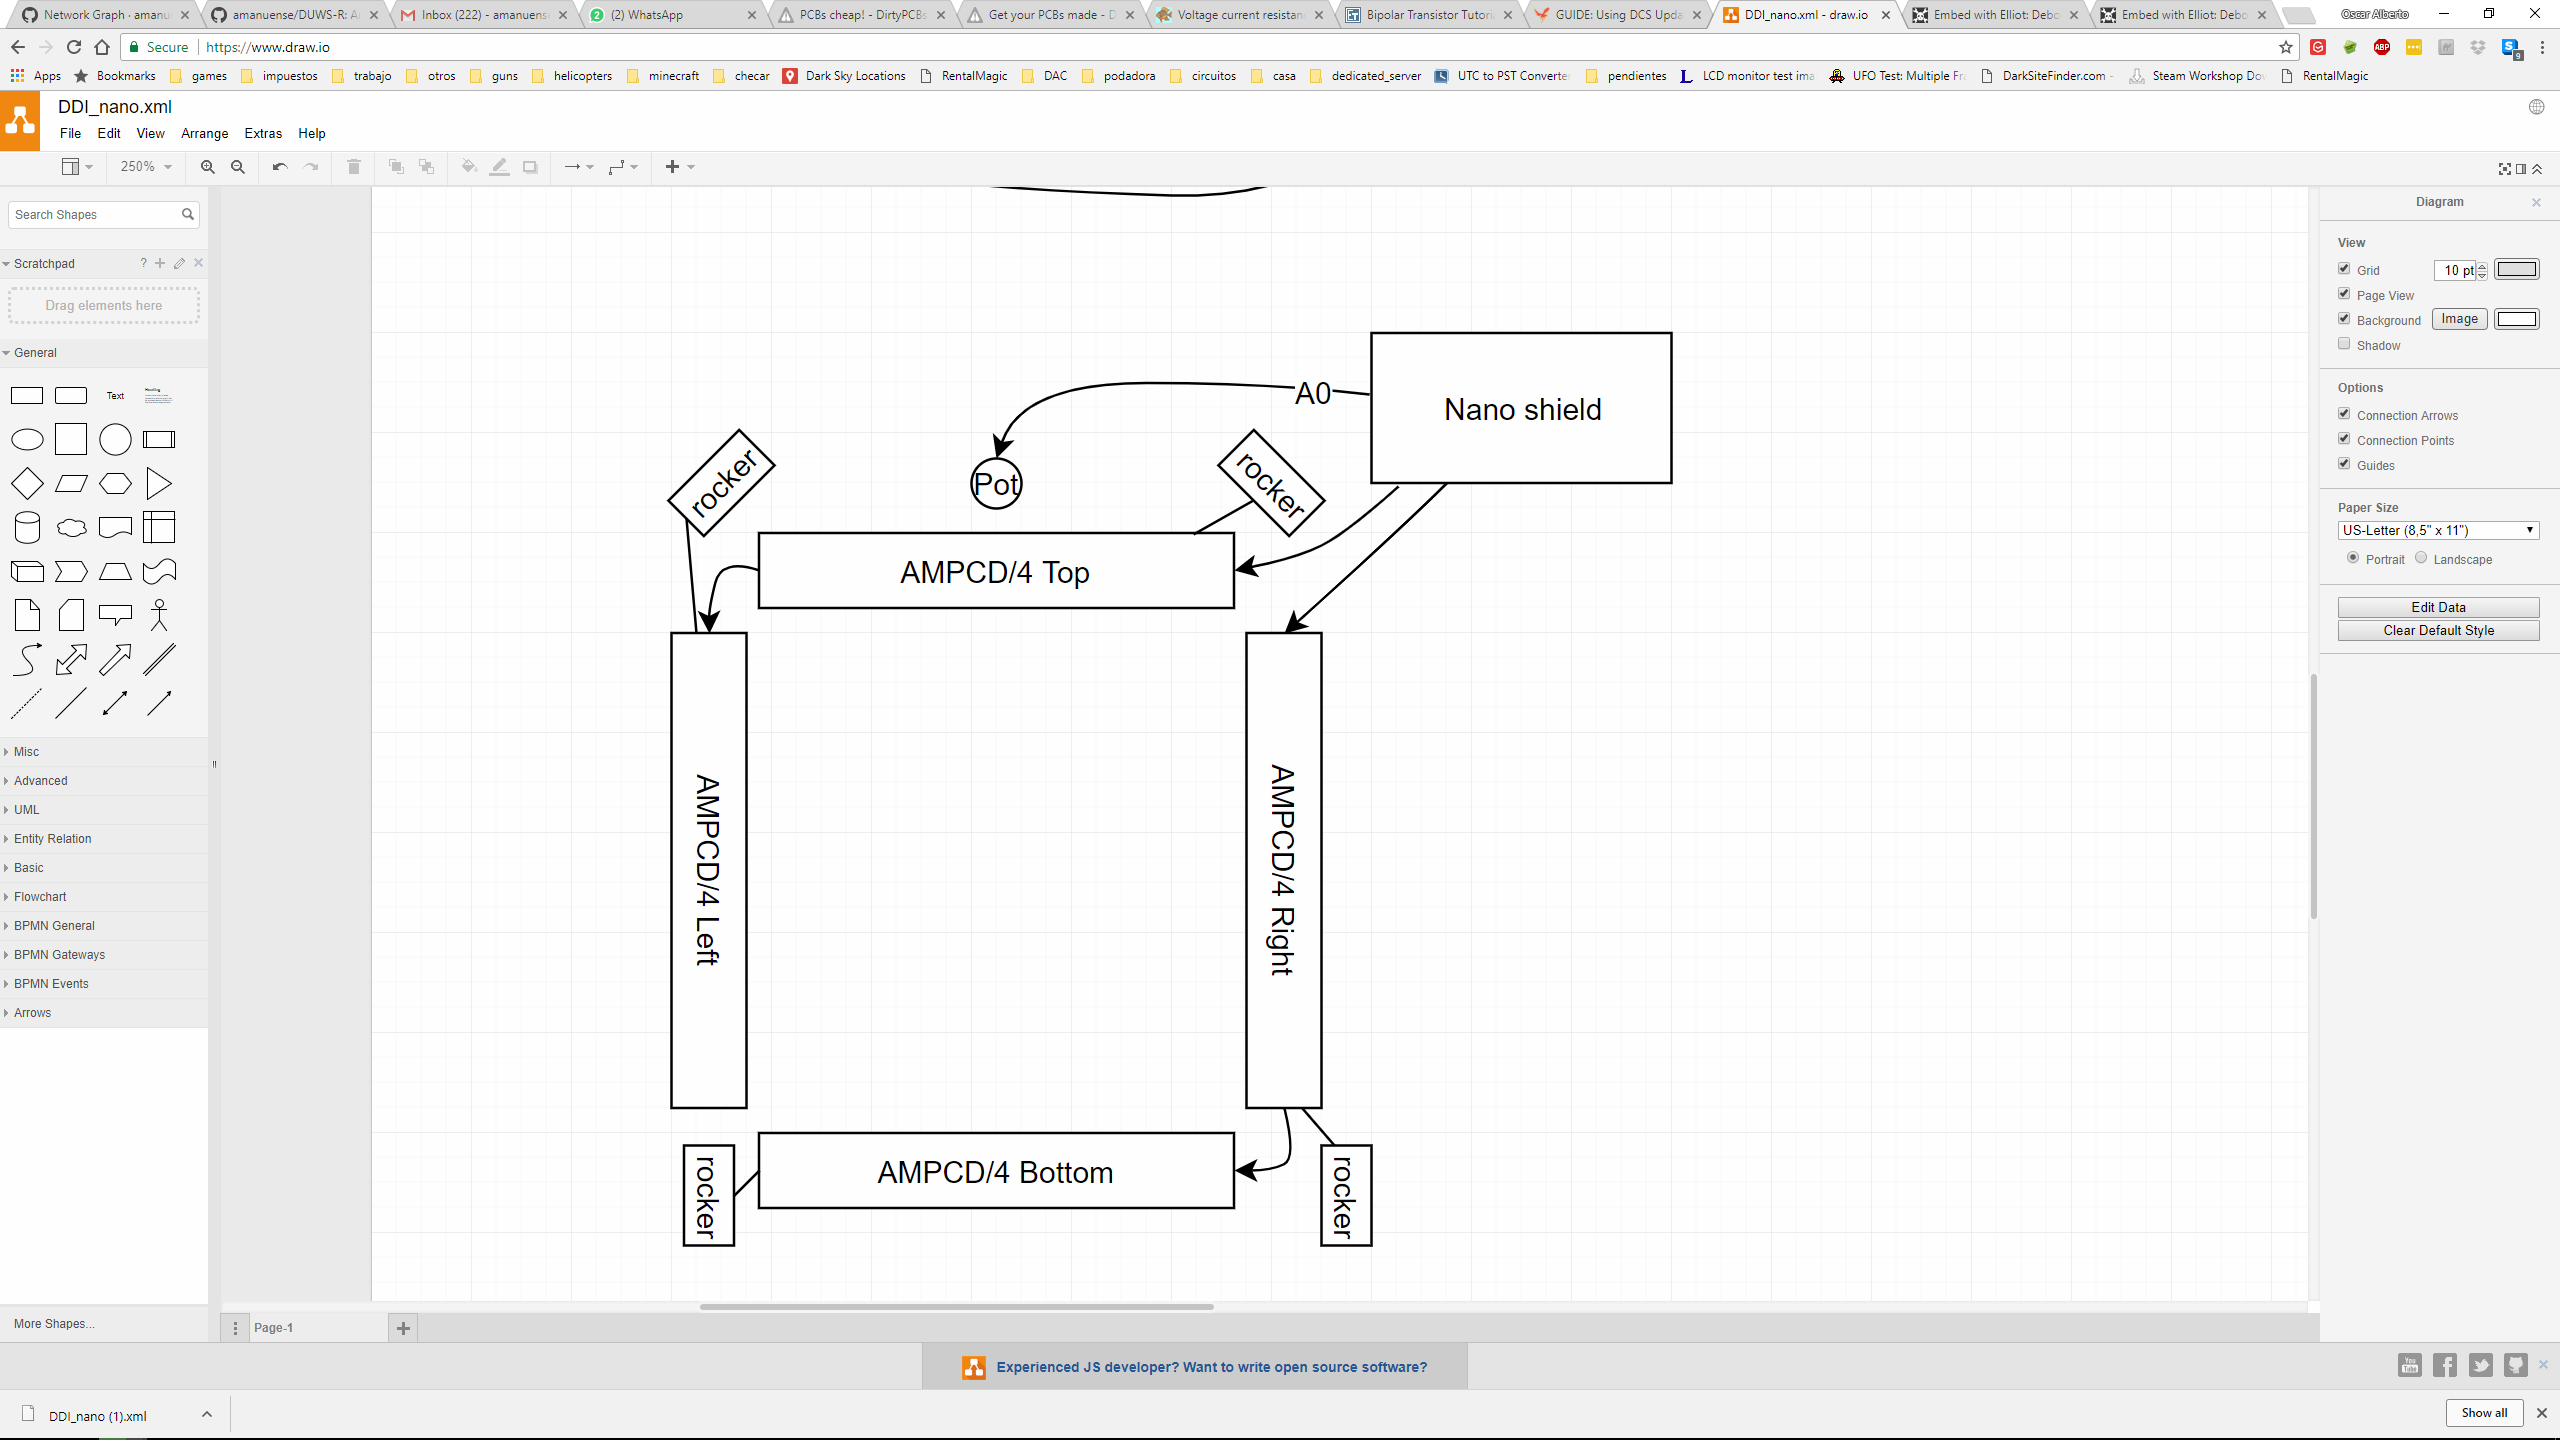 Network Graph · amanu
amanuense/DUWS-R: A
Inbox (222) - amanuens
(2) WhatsApp
PCBs cheap! - DirtyPCBs
Get your PCBs made - D
Voltage current resistan
Bipolar Transistor Tutori
GUIDE: Using DCS Upda
DDI_nano.xml - draw.io
Embed with Elliot: Debo
Embed with Elliot: Debo
Oscar Alberto
Secure
https://www.draw.io
ABP
9
Apps
Bookmarks
games
impuestos
trabajo
otros
guns
helicopters
minecraft
checar
Dark Sky Locations
RentalMagic
DAC
podadora
circuitos
casa
dedicated_server
UTC to PST Converte
pendientes
LCD monitor test ima
UFO Test: Multiple Fr
DarkSiteFinder.com -
Steam Workshop Do
RentalMagic
DDI_nano.xml
File Edit View Arrange Extras Help
250%
Search Shapes
Scratchpad
?
Drag elements here
General
Text
Heading
Misc
Advanced
UML
Entity Relation
Basic
Flowchart
BPMN General
BPMN Gateways
BPMN Events
Arrows
More Shapes...
Nano shield
A0
rocker
Pot
rocker
AMPCD/4 Top
AMPCD/4 Left
AMPCD/4 Right
AMPCD/4 Bottom
rocker
rocker
Diagram
View
Grid
10 pt
Page View
Background
Image
Shadow
Options
Connection Arrows
Connection Points
Guides
Paper Size
US-Letter (8,5" x 11")
Portrait
Landscape
Edit Data
Clear Default Style
Page-1
Experienced JS developer? Want to write open source software?
You Tube
DDI_nano (1).xml
Show all